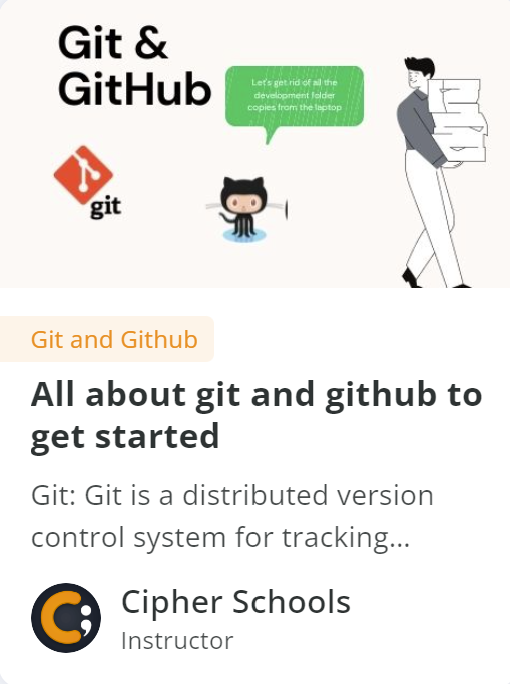 Git &
GitHub
Let's get rid of all the
development folder
copies from the laptop
git
Git and Github
All about git and github to
get started
Git: Git is a distributed version
control system for tracking...
Cipher Schools
Instructor